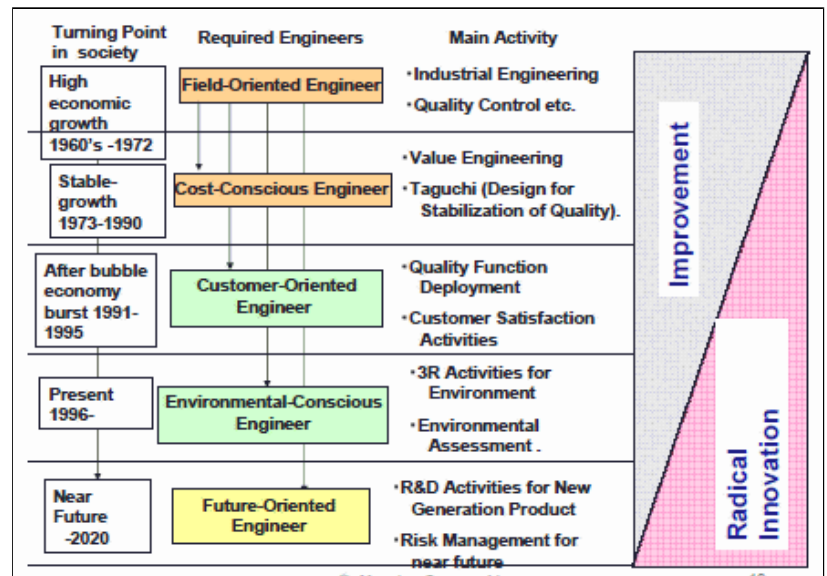 Turning Point
in society
Required Engineers
Main Activity
High
economic
growth
1960's -1972
Field-Oriented Engineer
・Industrial Engineering
・Quality Control etc.
Stable-
growth
1973-1990
Cost-Conscious Engineer
・Value Engineering
・Taguchi (Design for
Stabilization of Quality).
After bubble
economy
burst 1991-
1995
Customer-Oriented
Engineer
・Quality Function
Deployment
・Customer Satisfaction
Activities
Present
1996-
Environmental-Conscious
Engineer
・3R Activities for
Environment
・Environmental
Assessment .
Near
Future
-2020
Future-Oriented
Engineer
・R&D Activities for New
Generation Product
・Risk Management for
near future
Improvement
Radical
Innovation